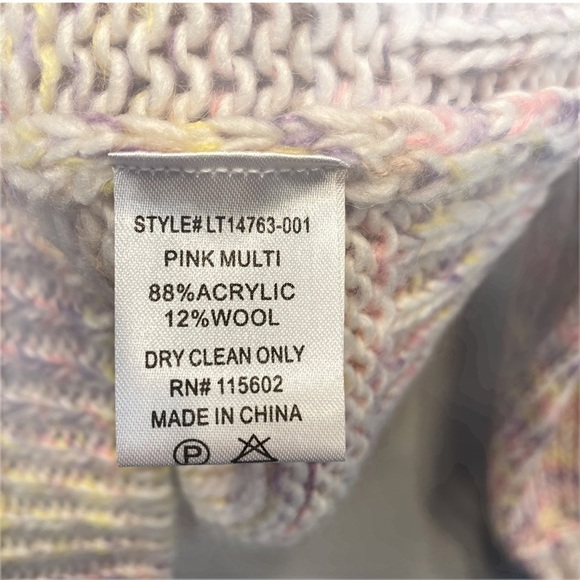 STYLE# LT14763-001
PINK MULTI
88%ACRYLIC
12%WOOL
DRY CLEAN ONLY
RN# 115602
MADE IN CHINA
P